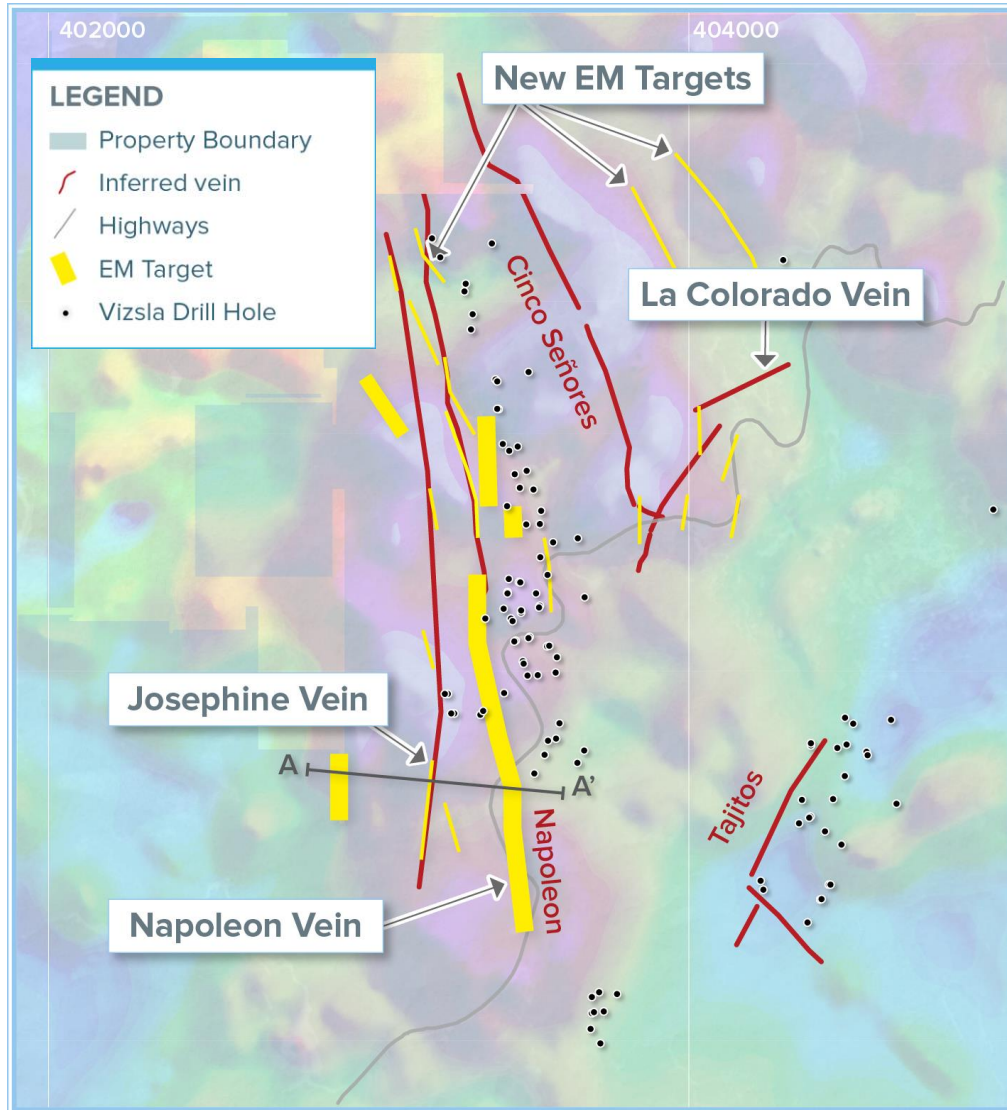 402000
404000
New EM Targets
LEGEND
Property Boundary
Inferred vein
Highways
EM Target
Vizsla Drill Hole
Cinco Señores
La Colorado Vein
Josephine Vein
A
A’
Tajitos
Napoleon
Napoleon Vein